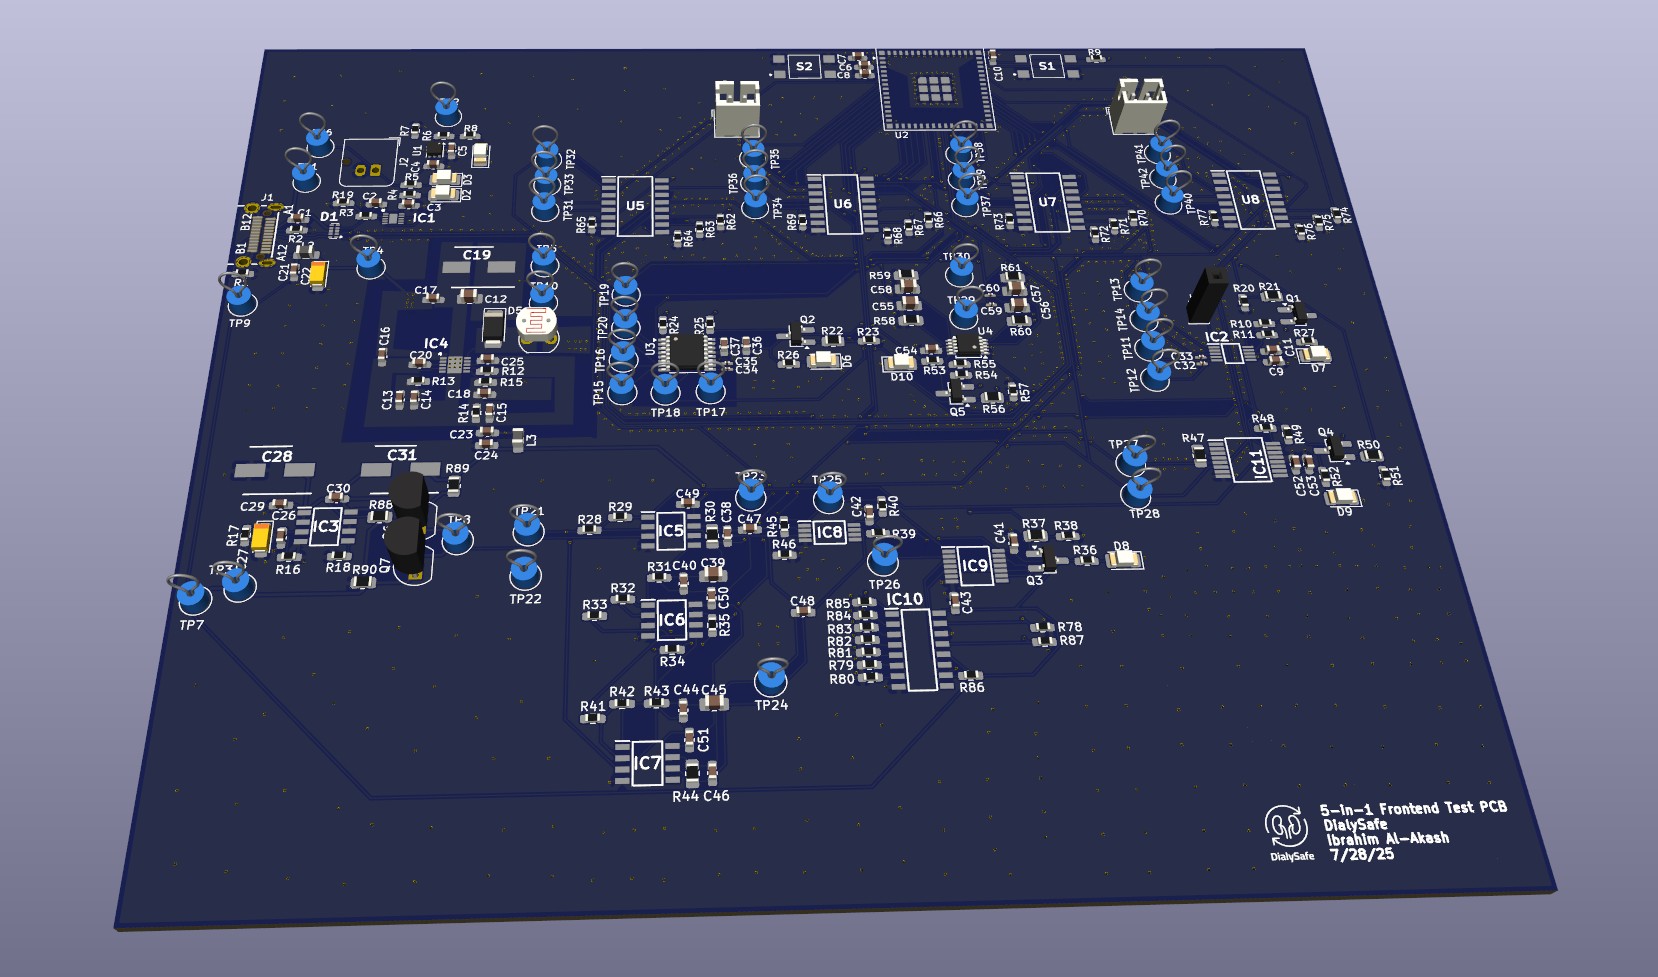 S2
C7
C6
C8
U2
C10
S1
R9
R7
R6
R8
U1
C5
J2
C4
D3
D2
R4
C3
IC1
R19
C2
R3
D1
J1
B12
A1
B1
A12
C21
C22
TP9
TP32
TP33
TP31
R65
U5
R64
R63
R62
TP35
TP36
TP34
R69
U6
R68
R67
R66
TP37
R73
U7
R72
R71
R70
TP41
TP42
TP40
R77
U8
R76
R75
R74
C19
C17
C12
C16
IC4
C20
R13
C13
C14
C25
R12
R15
C18
R14
C15
C23
C24
L3
TP19
TP20
TP16
TP15
TP18
TP17
U3
R24
R25
C37
C36
C35
C34
Q2
R22
R23
R26
D6
R59
C58
C55
R58
R61
C60
C57
C59
C56
R60
U4
C54
R53
D10
R55
R54
Q5
R56
R57
TP13
TP14
TP11
TP12
R20
R21
Q1
R10
R11
R27
IC2
C33
C32
C11
C9
D7
R48
R49
R47
IC11
Q4
R50
C52
C53
R52
R51
D9
TP28
C28
C31
R89
C29
C30
C26
R17
C27
IC3
R88
R16
R18
R90
Q7
TP7
TP22
R28
R29
C49
IC5
R30
C38
C47
R45
R46
IC8
C42
R40
R39
TP26
C41
R37
R38
R36
D8
Q3
IC9
C43
R31
C40
C39
R32
R33
IC6
C50
R35
R34
C48
TP24
IC10
R85
R84
R83
R82
R81
R79
R80
R86
R78
R87
R41
R42
R43
C44
C45
C51
IC7
R44
C46
5-in-1 Frontend Test PCB
DialySafe
Ibrahim Al-Akash
7/28/25
DialySafe